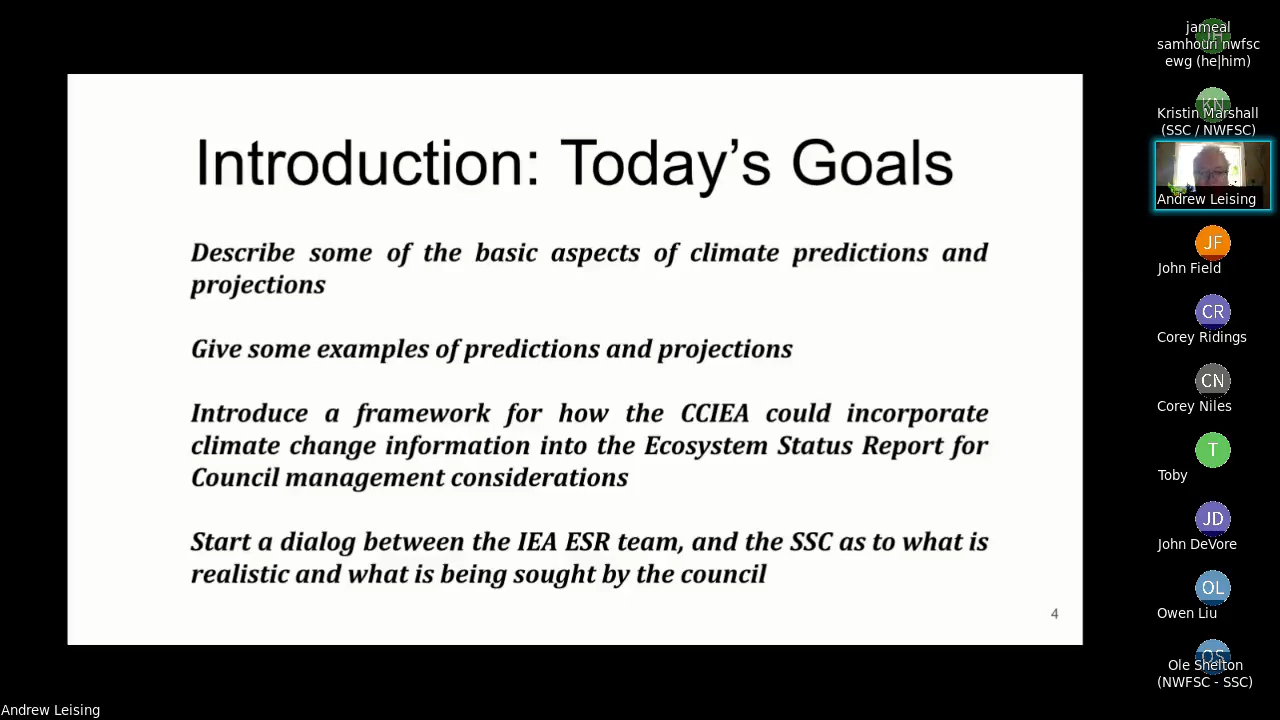 Introduction: Today’s Goals
Describe some of the basic aspects of climate predictions and
projections
Give some examples of predictions and projections
Introduce a framework for how the CCIEA could incorporate
climate change information into the Ecosystem Status Report for
Council management considerations
Start a dialog between the IEA ESR team, and the SSC as to what is
realistic and what is being sought by the council
4
JH
jameal
samhouri nwfsc
ewg (he|him)
KN
Kristin Marshall
(SSC / NWFSC)
Andrew Leising
JF
John Field
CR
Corey Ridings
CN
Corey Niles
T
Toby
JD
John DeVore
OL
Owen Liu
OS
Ole Shelton
(NWFSC - SSC)
Andrew Leising